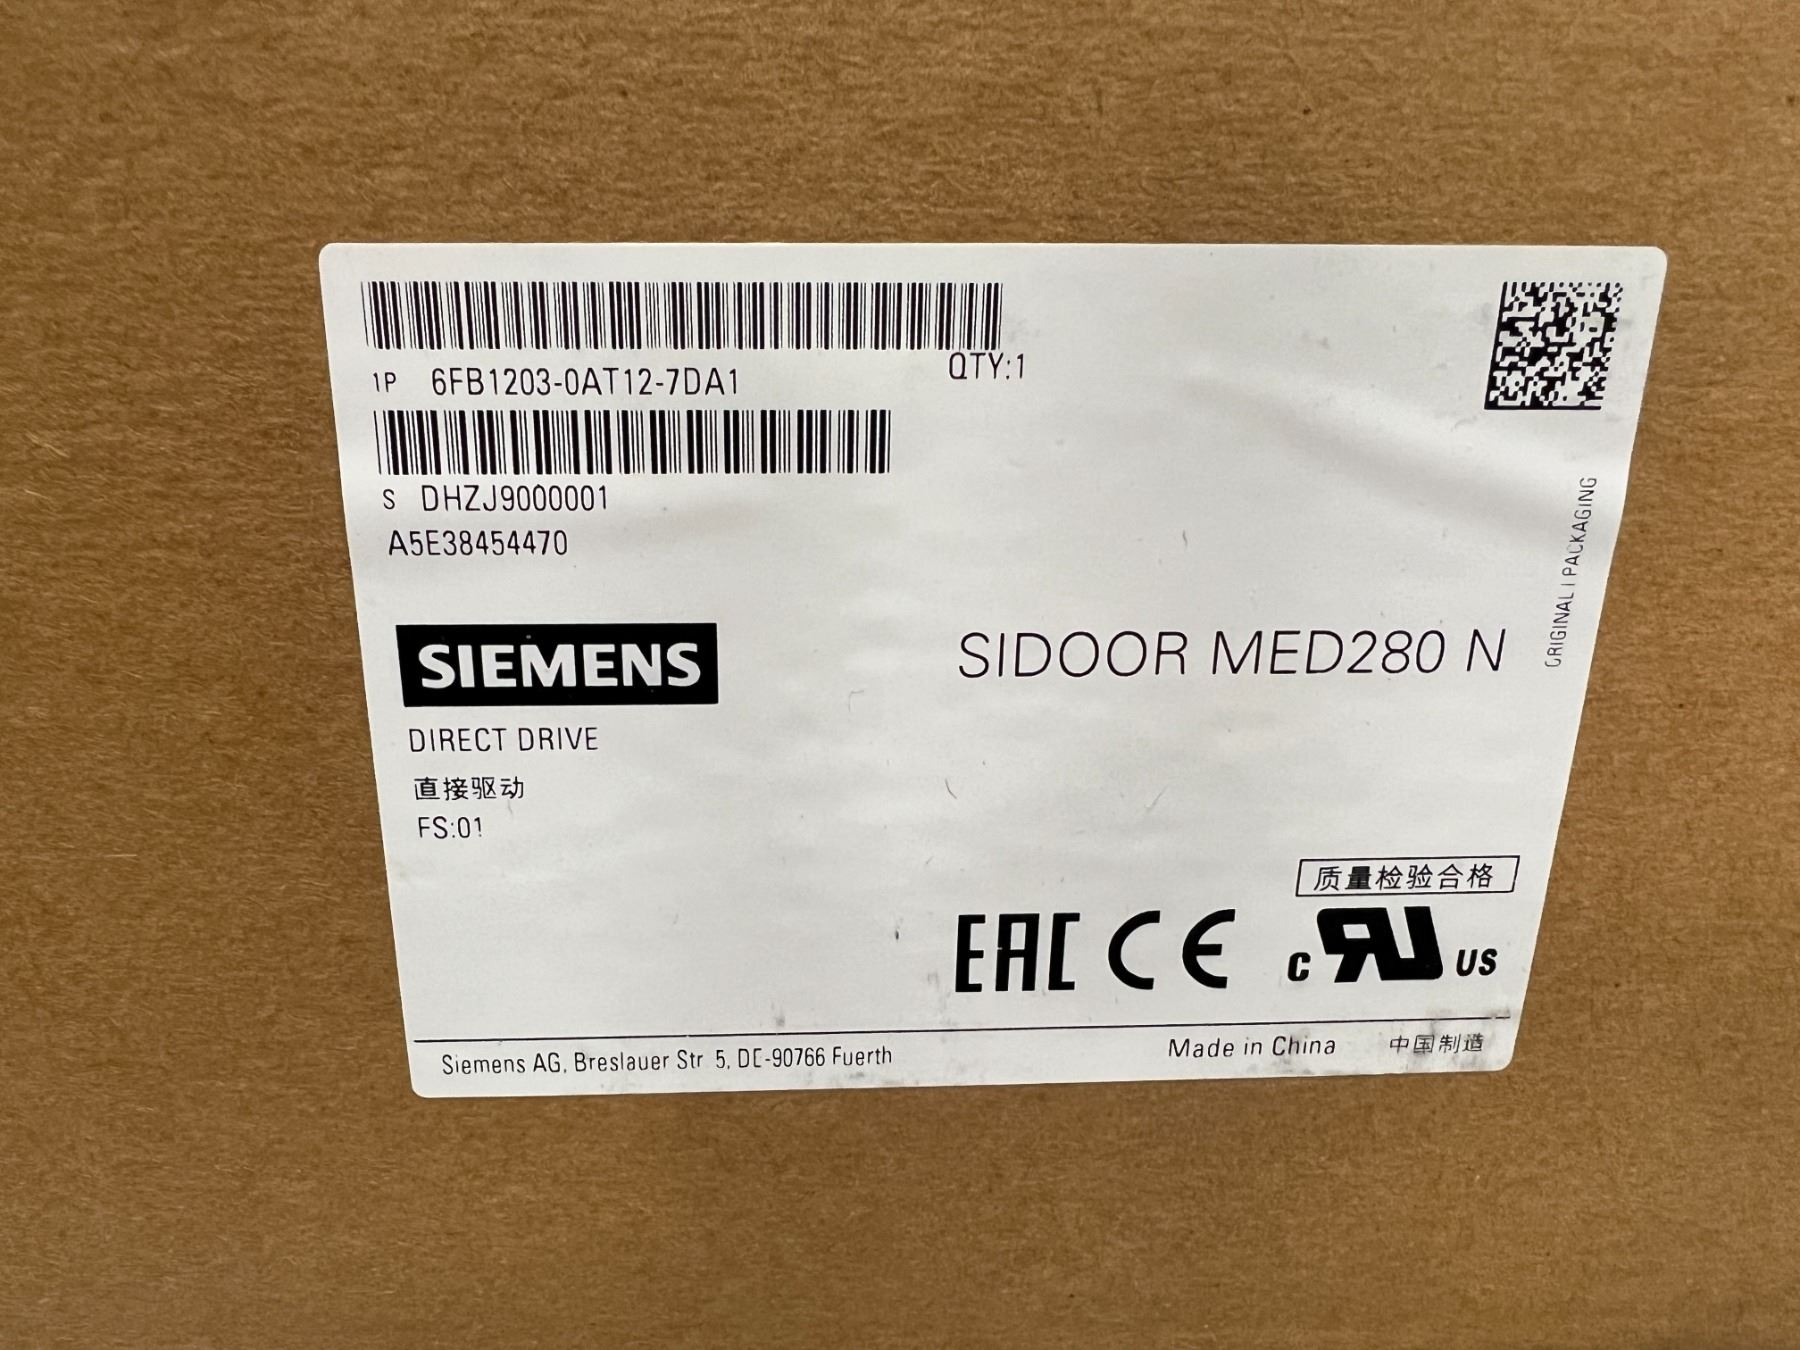 1P 6FB1203-0AT12-7DA1
QTY:1
S DHZJ9000001
A5E38454470
ORIGINAL PACKAGING
SIEMENS
SIDOOR MED280 N
DIRECT DRIVE
直接驱动
FS:01
质量检验合格
EAC CE c RU US
Siemens AG, Breslauer Str 5, DE-90766 Fuerth
Made in China 中国制造